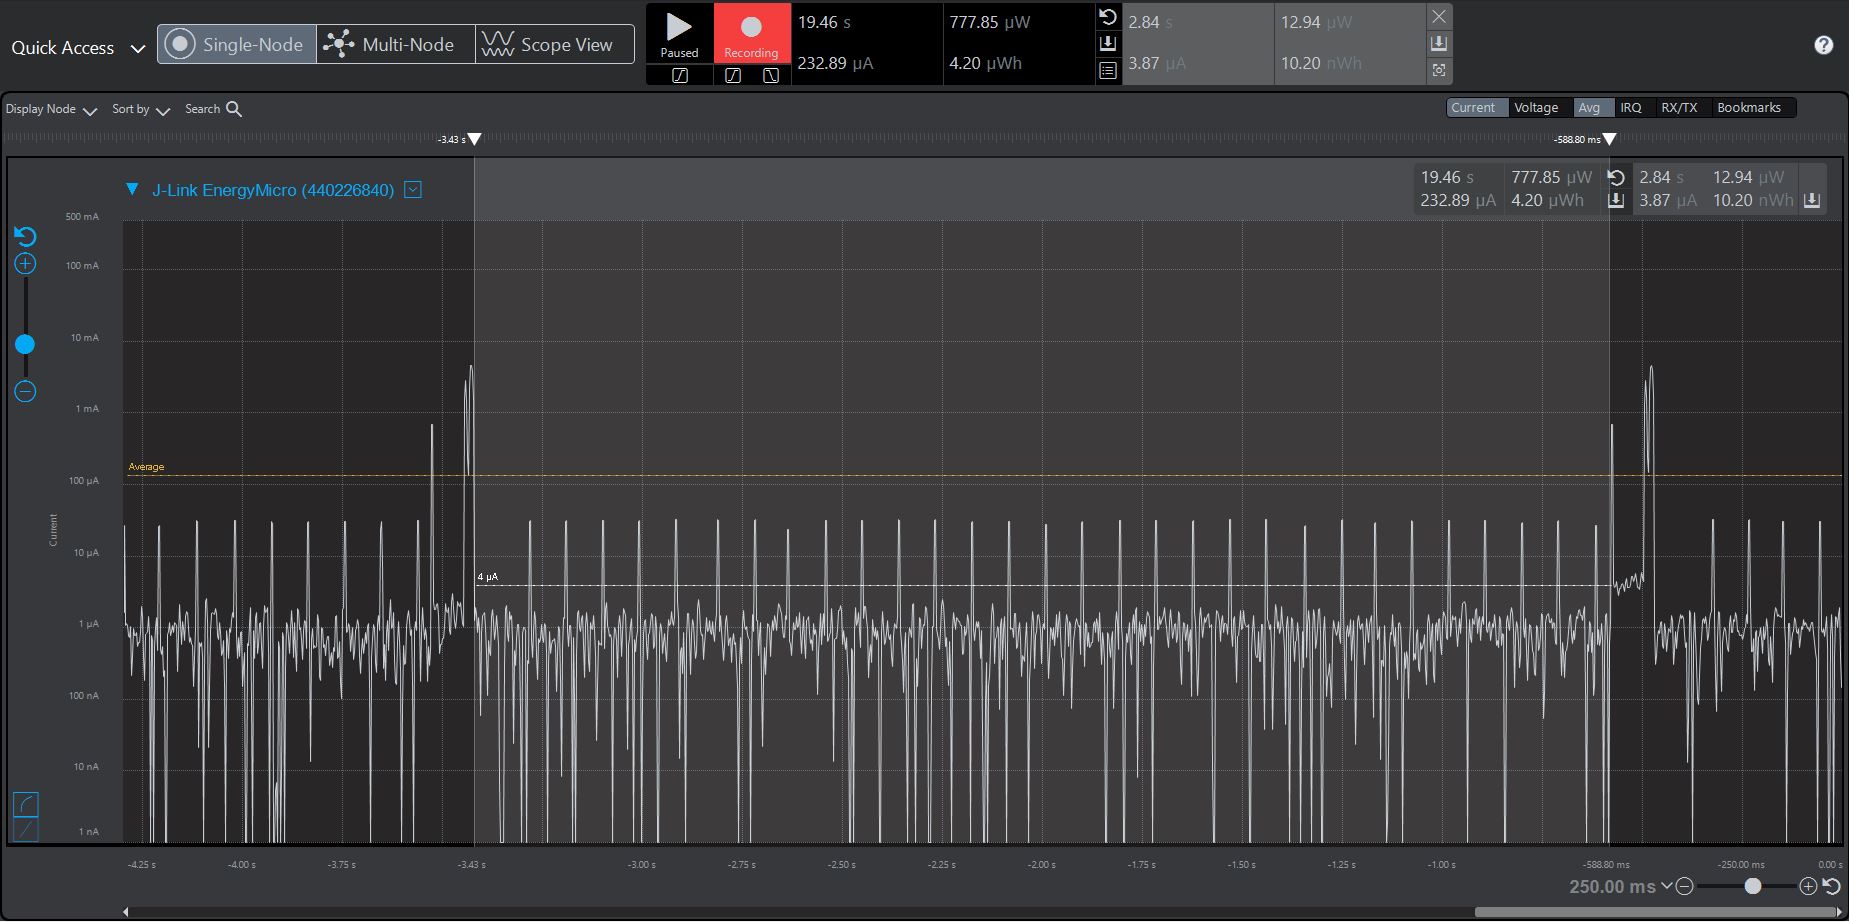 Quick Access
Single-Node
Multi-Node
Scope View
Paused
Recording
19.46 s
777.85 µW
232.89 µA
4.20 µWh
2.84 s
12.94 µW
3.87 µA
10.20 nWh
Display Node
Sort by
Search
Current
Voltage
Avg
IRQ
RX/TX
Bookmarks
-3.43 s
-588.80 ms
J-Link EnergyMicro (440226840)
19.46 s 777.85 µW
232.89 µA 4.20 µWh
2.84 s 12.94 µW
3.87 µA 10.20 nWh
500 mA
100 mA
10 mA
1 mA
Average
100 µA
Current
10 µA
4 µA
1 µA
100 nA
10 nA
1 nA
-4.25 s -4.00 s -3.75 s -3.43 s -3.00 s -2.75 s -2.50 s -2.25 s -2.00 s -1.75 s -1.50 s -1.25 s -1.00 s -588.80 ms -250.00 ms 0.00 s
250.00 ms